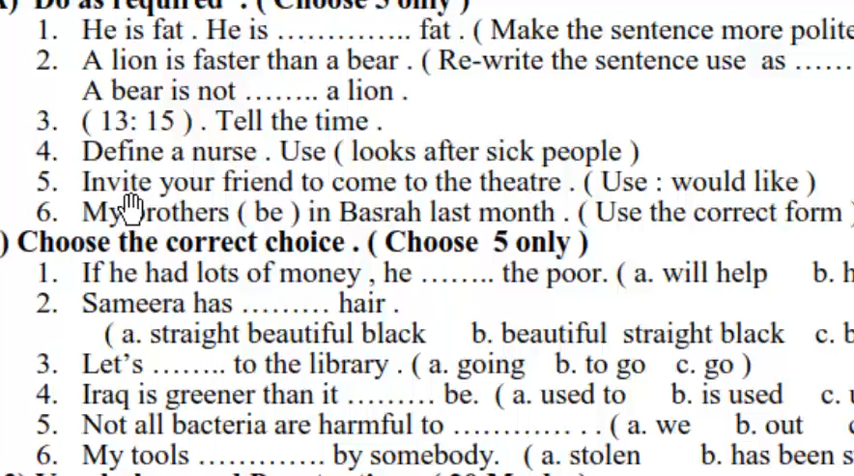 Do as required . ( Choose 5 only )
1. He is fat . He is ………….. fat . ( Make the sentence more polite
2. A lion is faster than a bear . ( Re-write the sentence use as ……
A bear is not …….. a lion .
3. ( 13: 15 ) . Tell the time .
4. Define a nurse . Use ( looks after sick people )
5. Invite your friend to come to the theatre . ( Use : would like )
6. My brothers ( be ) in Basrah last month . ( Use the correct form )
) Choose the correct choice . ( Choose 5 only )
1. If he had lots of money , he …….. the poor. ( a. will help b. h
2. Sameera has ……… hair .
( a. straight beautiful black b. beautiful straight black c. b
3. Let's …….. to the library . ( a. going b. to go c. go )
4. Iraq is greener than it ……… be. ( a. used to b. is used c.
5. Not all bacteria are harmful to ………… . . ( a. we b. out
6. My tools ………… by somebody. ( a. stolen b. has been s